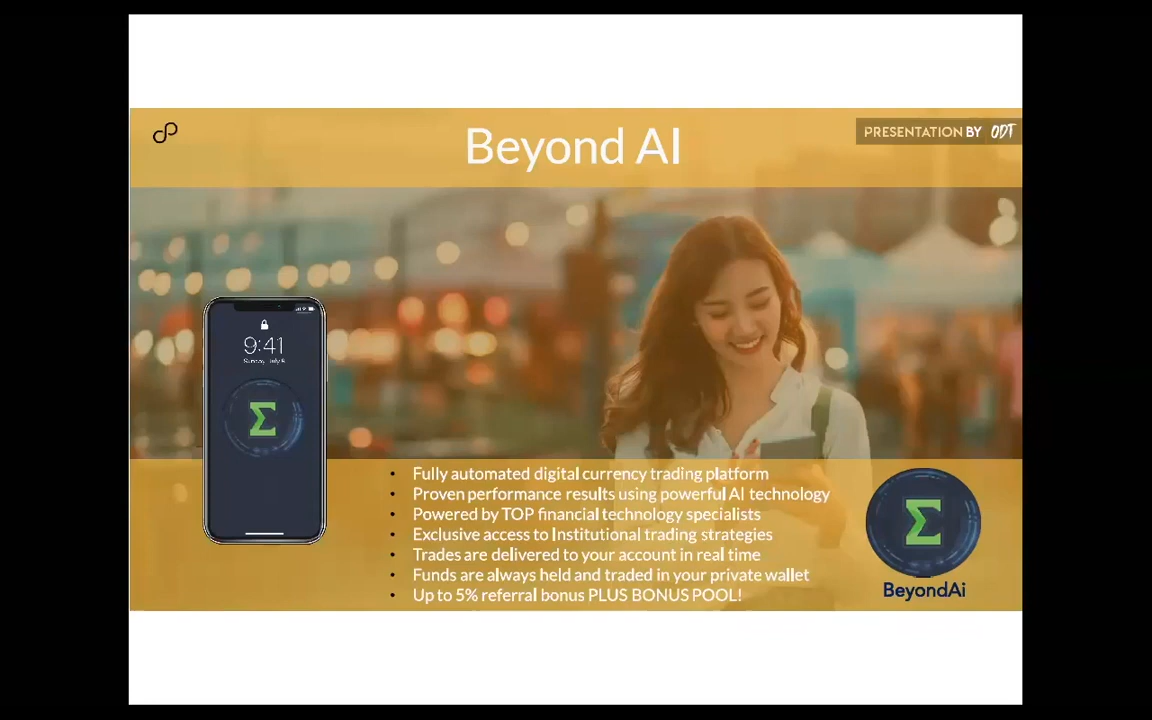 Beyond AI
PRESENTATION BY ODT
9:41
Sunday, July 5
Σ
• Fully automated digital currency trading platform
• Proven performance results using powerful AI technology
• Powered by TOP financial technology specialists
• Exclusive access to Institutional trading strategies
• Trades are delivered to your account in real time
• Funds are always held and traded in your private wallet
• Up to 5% referral bonus PLUS BONUS POOL!
Σ
BeyondAi